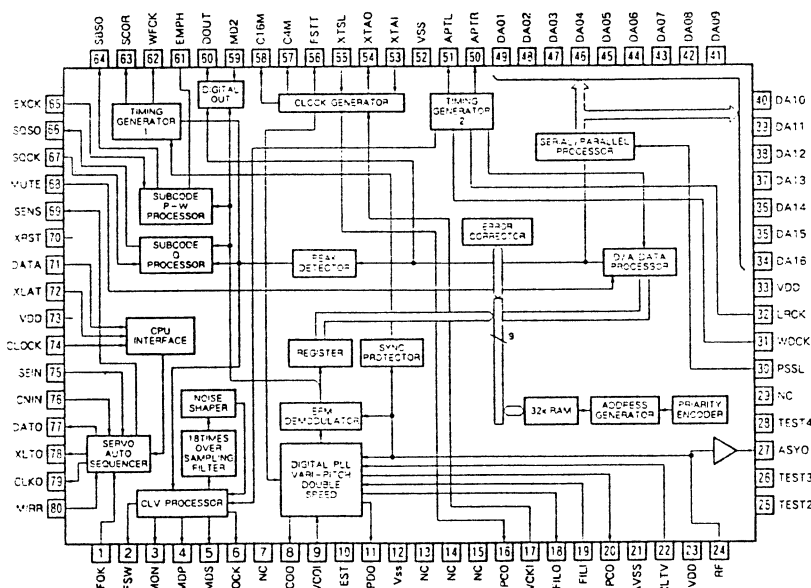 SBSO SCOR WFCK EMPH DOUT MD2 C16M C4M FSTT XTSL XTAO XTAI VSS APTL APTR DA01 DA02 DA03 DA04 DA05 DA06 DA07 DA08 DA09
64 63 62 61 60 59 58 57 56 55 54 53 52 51 50 49 48 47 46 45 44 43 42 41
EXCK 65
SQSO 66
SQCK 67
MUTE 68
SENS 69
XRST 70
DATA 71
XLAT 72
VDD 73
CLOCK 74
SEIN 75
CNIN 76
DATO 77
XLTO 78
CLKO 79
MIRR 80
TIMING
GENERATOR
1
DIGITAL
OUT
CLOCK GENERATOR
TIMING
GENERATOR
2
SERIAL/PARALLEL
PROCESSOR
SUBCODE
P-W
PROCESSOR
SUBCODE
Q
PROCESSOR
PEAK
DETECTOR
ERROR
CORRECTOR
D/A DATA
PROCESSOR
CPU
INTERFACE
REGISTER
SYNC
PROTECTOR
9
NOISE
SHAPER
EFM
DEMODULATOR
32K RAM
ADDRESS
GENERATOR
PRIARITY
ENCODER
SERVO
AUTO
SEQUENCER
18TIMES
OVER
SAMPLING
FILTER
DIGITAL PLL
VARI-PITCH
DOUBLE
SPEED
CLV PROCESSOR
40 DA10
39 DA11
38 DA12
37 DA13
DA14
35 DA15
34 DA16
33 VDD
32 LRCK
31 WDCK
30 PSSL
29 NC
28 TEST4
27 ASYO
26 TEST3
TEST2
1 2 3 4 5 6 7 8 9 10 11 12 13 14 15 16 17 18 19 20 21 22 23 24
FOK FSW MON MDP MDS NC VCOI PDO Vss NC NC NC FILO FILI PCO AVSS CLTV VDD RF